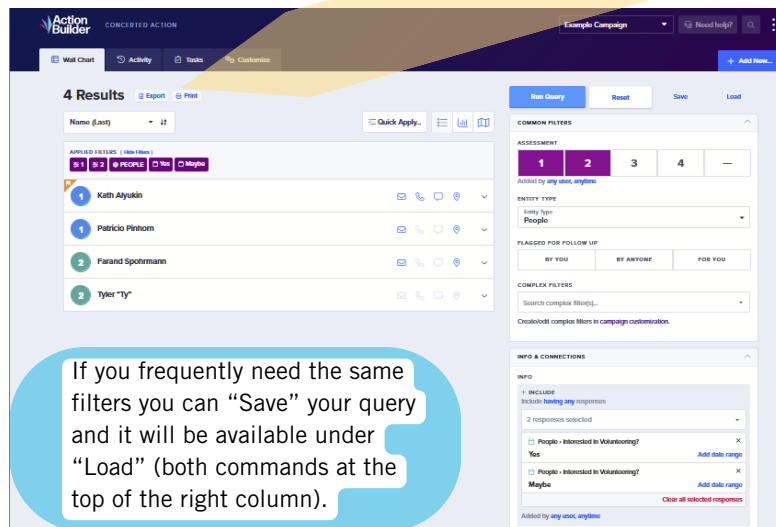 Action
Builder
CONCERTED ACTION
Example Campaign
Need help?
Wall Chart
Activity
Tasks
Customize
+ Add New...
4 Results
Export
Print
Run Query
Reset
Save
Load
Name (Last)
Quick Apply...
COMMON FILTERS
ASSESSMENT
1 2 3 4 —
Added by any user, anytime
APPLIED FILTERS ( Hide Filters )
1 2 PEOPLE Yes Maybe
1 Kath Alyukin
1 Patricio Pinhorn
2 Farand Spohrmann
2 Tyler "Ty"
ENTITY TYPE
Entity Type
People
FLAGGED FOR FOLLOW UP
BY YOU BY ANYONE FOR YOU
COMPLEX FILTERS
Search complex filter(s)...
Create/edit complex filters in campaign customization.
INFO & CONNECTIONS
INFO
+ INCLUDE
Include having any responses
2 responses selected
People › Interested in Volunteering? ×
Yes Add date range
People › Interested in Volunteering? ×
Maybe Add date range
Clear all selected responses
Added by any user, anytime
If you frequently need the same
filters you can “Save” your query
and it will be available under
“Load” (both commands at the
top of the right column).